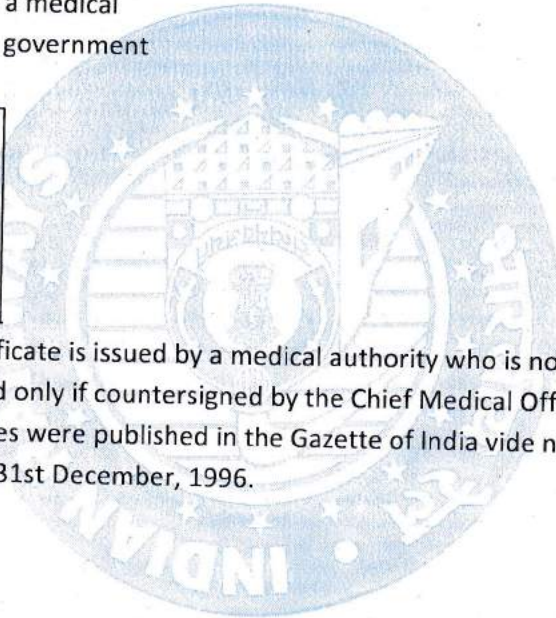 a medical
government
ficate is issued by a medical authority who is no
d only if countersigned by the Chief Medical Off
es were published in the Gazette of India vide n
31st December, 1996.
INDIAN